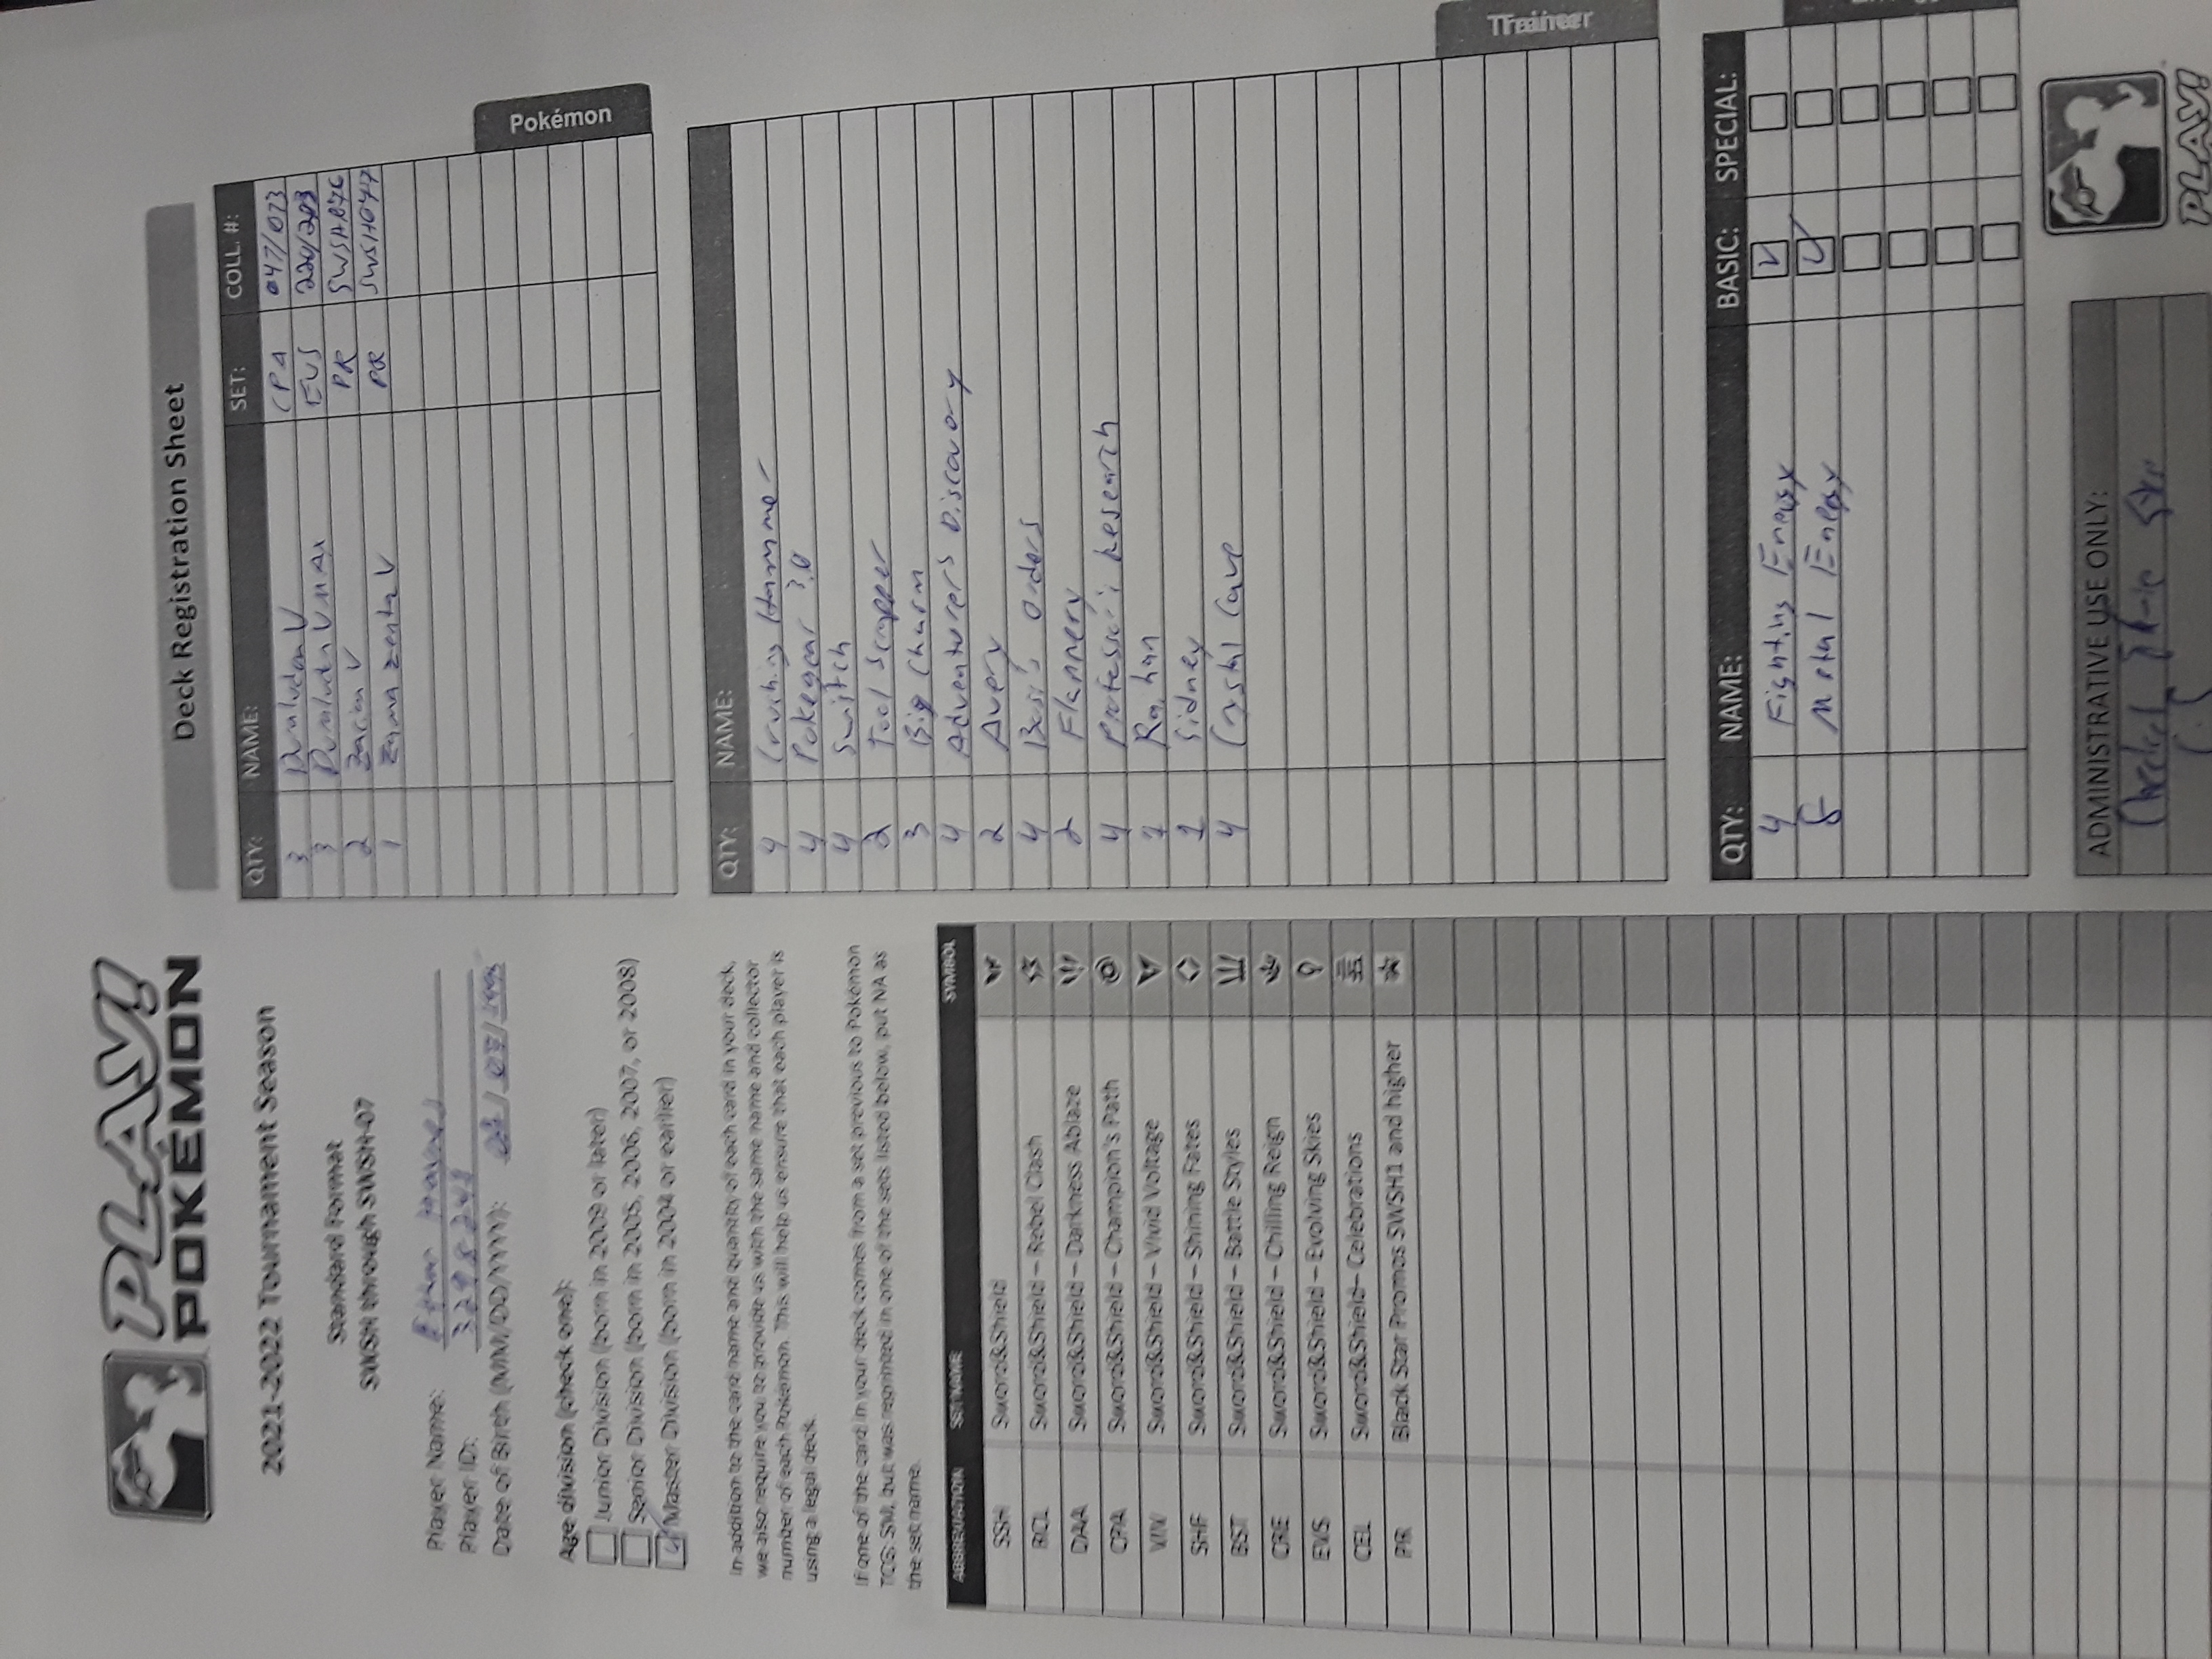 PLAY!
POKÉMON
2021-2022 Tournament Season
Standard Format
SWSH through SWSH-07
Player Name:
Player ID: 3298248
Date of Birth (MM/DD/YYYY):
Age division (check one):
Junior Division (born in 2009 or later)
Senior Division (born in 2005, 2006, 2007, or 2008)
Master Division (born in 2004 or earlier)
In addition to the card name and quantity of each card in your deck,
we also require you to provide us with the same name and collector
number of each Pokémon. This will help us ensure that each player is
using a legal deck.
If one of the card in your deck comes from a set previous to Pokémon
TCG: SM, but was reprinted in one of the sets listed below, put NA as
the set name.
ABBREVIATION SET NAME SYMBOL
SSH Sword&Shield
RCL Sword&Shield – Rebel Clash
DAA Sword&Shield – Darkness Ablaze
CPA Sword&Shield – Champion's Path
VIV Sword&Shield – Vivid Voltage
SHF Sword&Shield – Shining Fates
BST Sword&Shield – Battle Styles
CRE Sword&Shield – Chilling Reign
EVS Sword&Shield – Evolving Skies
CEL Sword&Shield– Celebrations
PR Black Star Promos SWSH1 and higher
Deck Registration Sheet
QTY: NAME: SET: COLL. #:
3 Duraludon V CPA 047/073
3 Duraludon VMAX EVS 220/203
2 Zacian V PR
1 Zamazenta V PR SWSH077
Pokémon
QTY: NAME:
4 Crushing Hammer
4 Pokegear 3.0
4 Switch
2 Tool Scrapper
3 Big Charm
4 Adventurer's Discovery
2 Avery
4 Boss's Orders
2 Flannery
4 Professor's Research
Raihan
1 Sidney
4 Crystal Cave
Trainer
QTY: NAME: BASIC: SPECIAL:
4 Fighting Energy
8 Metal Energy
ADMINISTRATIVE USE ONLY:
Checked
PLAY!